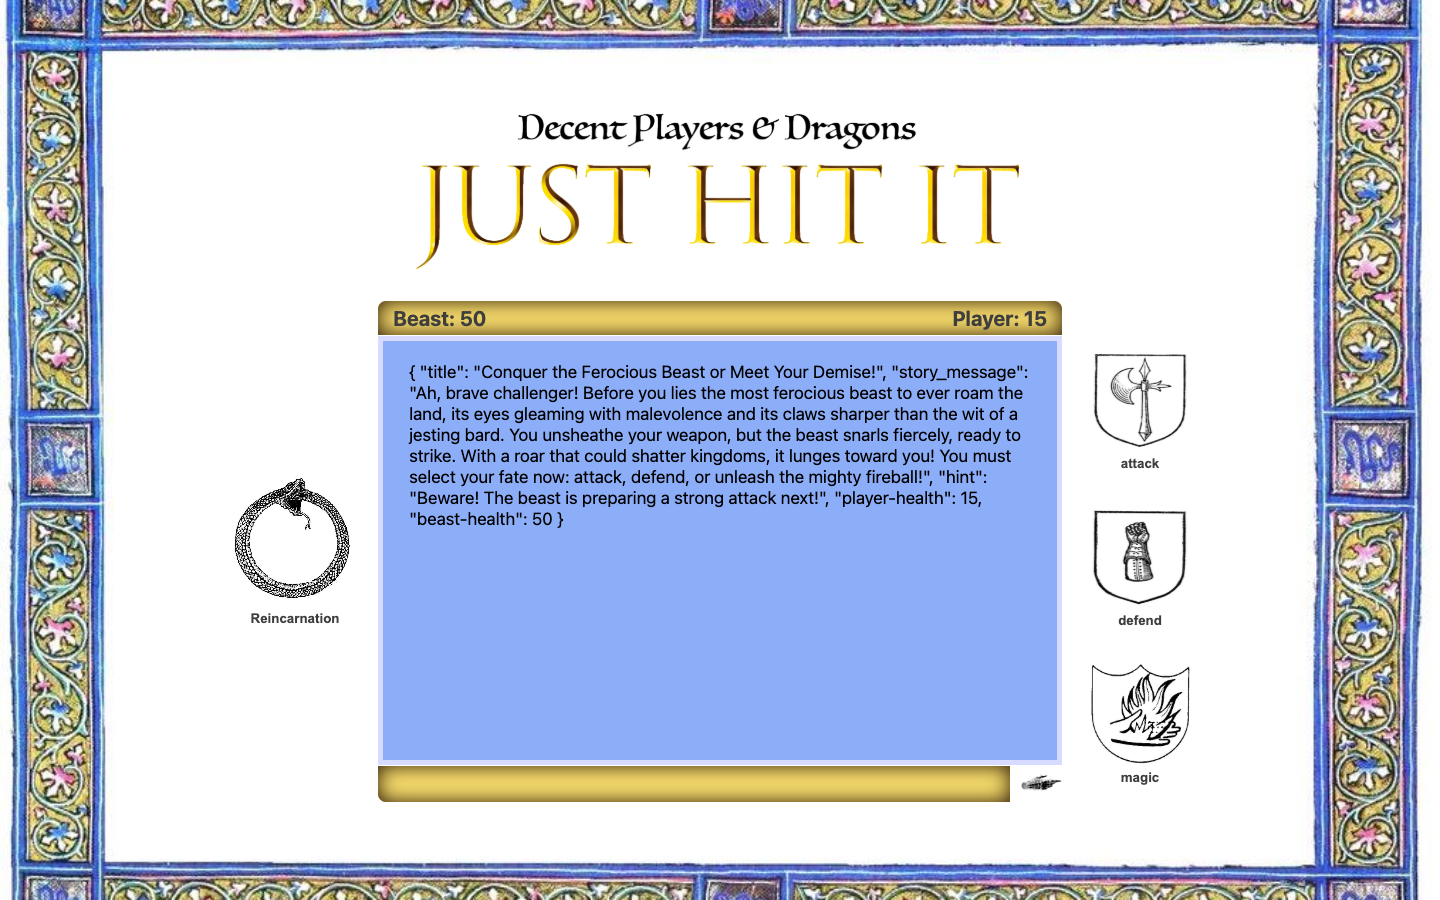 Decent Players & Dragons
JUST HIT IT
Beast: 50
Player: 15
{ "title": "Conquer the Ferocious Beast or Meet Your Demise!", "story_message":
"Ah, brave challenger! Before you lies the most ferocious beast to ever roam the
land, its eyes gleaming with malevolence and its claws sharper than the wit of a
jesting bard. You unsheathe your weapon, but the beast snarls fiercely, ready to
strike. With a roar that could shatter kingdoms, it lunges toward you! You must
select your fate now: attack, defend, or unleash the mighty fireball!", "hint":
"Beware! The beast is preparing a strong attack next!", "player-health": 15,
"beast-health": 50 }
Reincarnation
attack
defend
magic